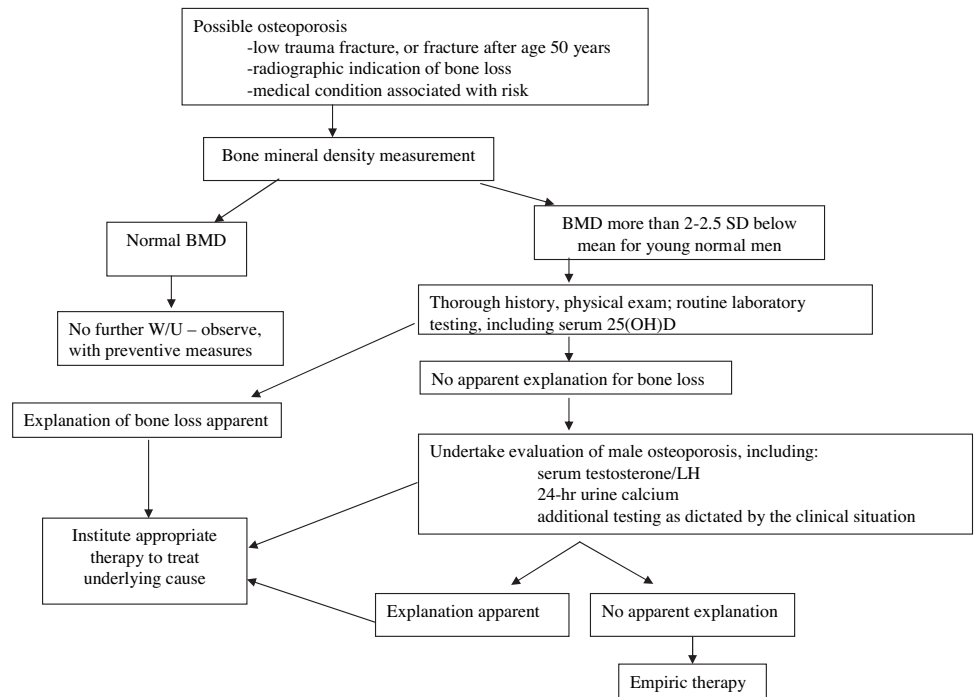 Possible osteoporosis
-low trauma fracture, or fracture after age 50 years
-radiographic indication of bone loss
-medical condition associated with risk
Bone mineral density measurement
Normal BMD
BMD more than 2-2.5 SD below
mean for young normal men
No further W/U – observe,
with preventive measures
Thorough history, physical exam; routine laboratory
testing, including serum 25(OH)D
No apparent explanation for bone loss
Explanation of bone loss apparent
Undertake evaluation of male osteoporosis, including:
serum testosterone/LH
24-hr urine calcium
additional testing as dictated by the clinical situation
Institute appropriate
therapy to treat
underlying cause
Explanation apparent
No apparent explanation
Empiric therapy